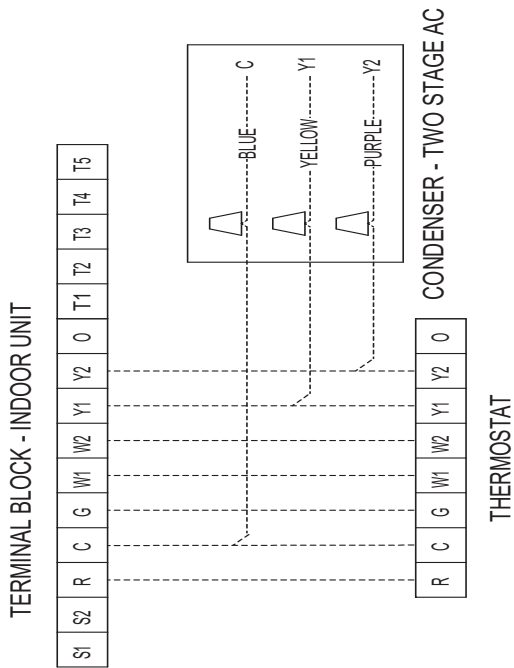 TERMINAL BLOCK - INDOOR UNIT
S1 S2 R C G W1 W2 Y1 Y2 O T1 T2 T3 T4 T5
BLUE C
YELLOW Y1
PURPLE Y2
CONDENSER - TWO STAGE AC
R C G W1 W2 Y1 Y2 O
THERMOSTAT